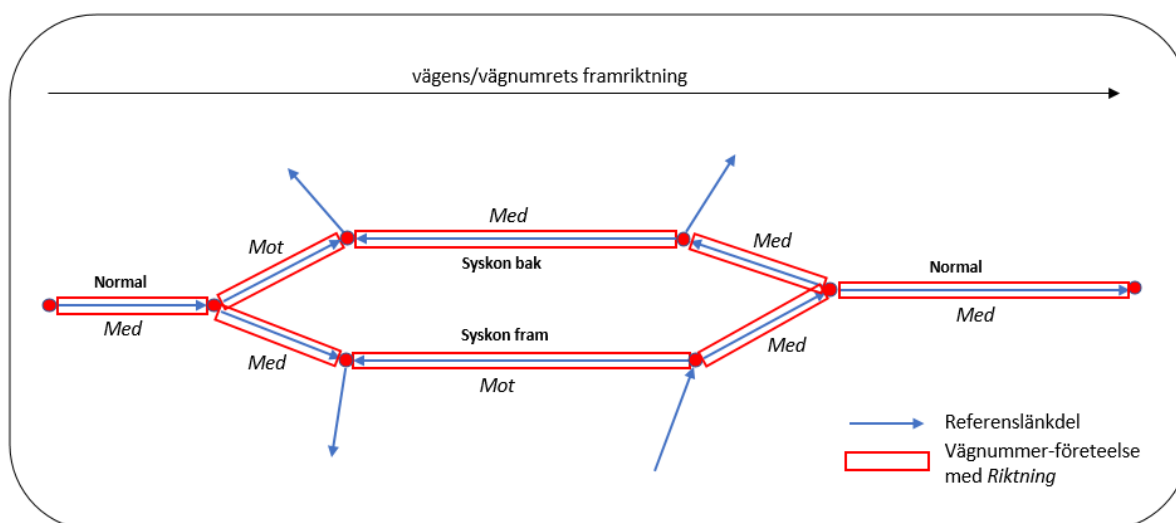 vägens/vägnumrets framriktning
Med
Mot
Med
Normal
Syskon bak
Normal
Med
Syskon fram
Med
Med
Med
Mot
Referenslänkdel
Vägnummer-företeelse
med Riktning